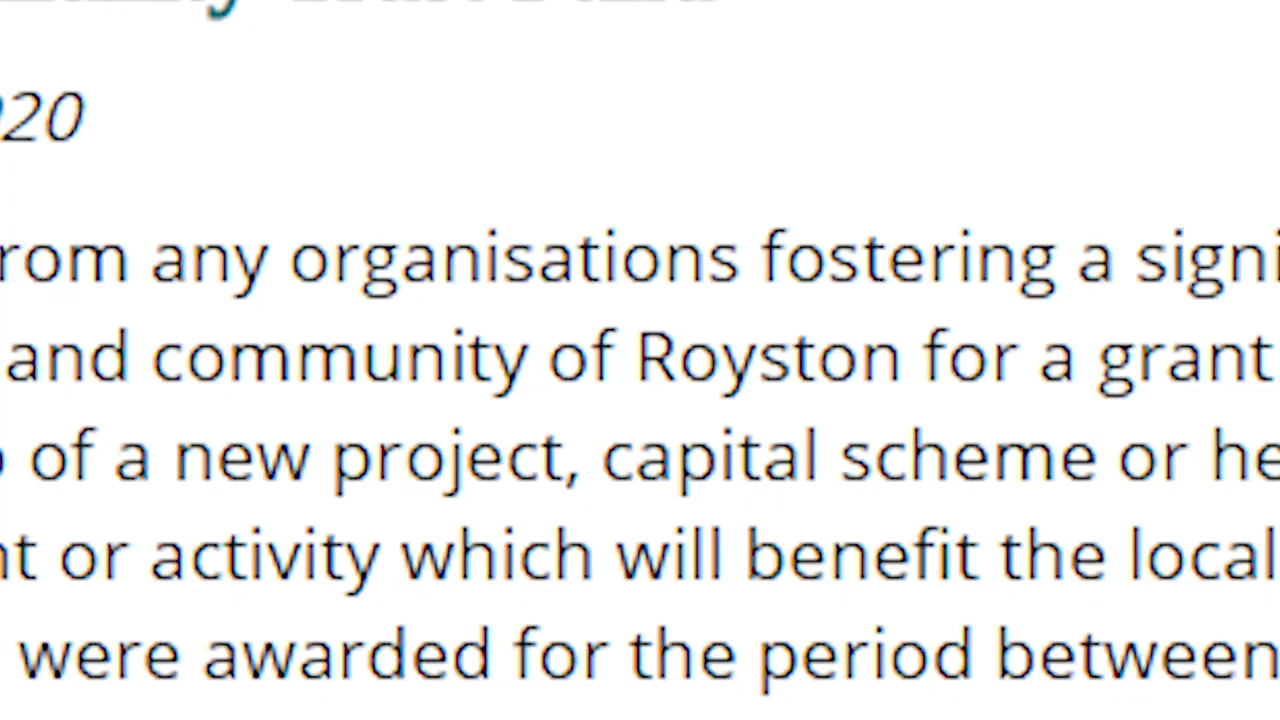 020
rom any organisations fostering a signi
and community of Royston for a grant
of a new project, capital scheme or he
nt or activity which will benefit the local
were awarded for the period between